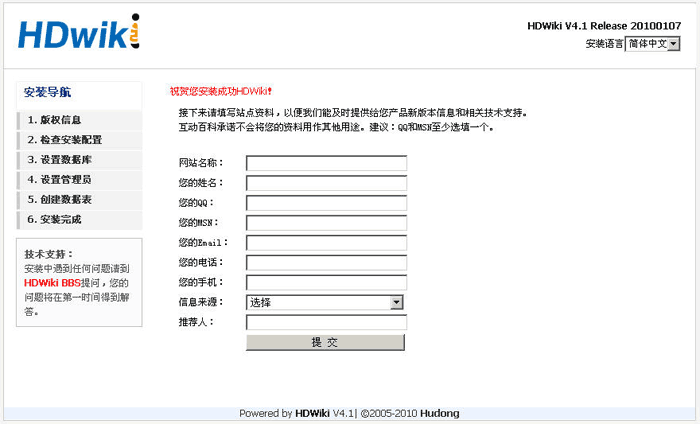 HDwiki
HDWiki V4.1 Release 20100107
安装语言 简体中文
安装导航
1. 版权信息
2. 检查安装配置
3. 设置数据库
4. 设置管理员
5. 创建数据表
6. 安装完成
技术支持：
安装中遇到任何问题请到
HDWiki BBS提问，您的
问题将在第一时间得到解
答。
祝贺您安装成功HDWiki!
接下来请填写站点资料，以便我们能及时提供给您产品新版本信息和相关技术支持。
互动百科承诺不会将您的资料用作其他用途。建议：QQ和MSN至少选填一个。
网站名称：
您的姓名：
您的QQ：
您的MSN：
您的Email：
您的电话：
您的手机：
信息来源： 选择
推荐人：
提 交
Powered by HDWiki V4.1| ©2005-2010 Hudong